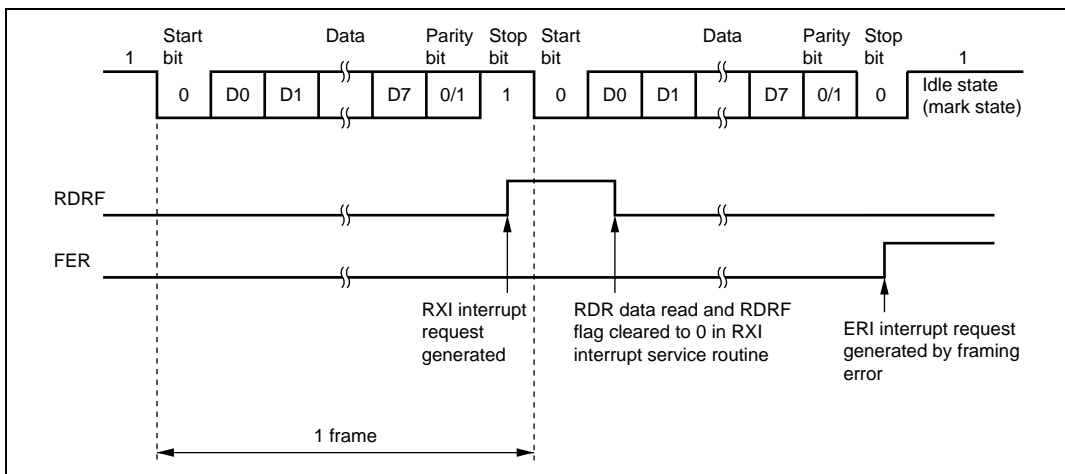 Start bit Data Parity bit Stop bit Start bit Data Parity bit Stop bit
1 0 D0 D1 D7 0/1 1 0 D0 D1 D7 0/1 0 1
Idle state
(mark state)
RDRF
FER
RXI interrupt
request
generated
RDR data read and RDRF
flag cleared to 0 in RXI
interrupt service routine
ERI interrupt request
generated by framing
error
1 frame